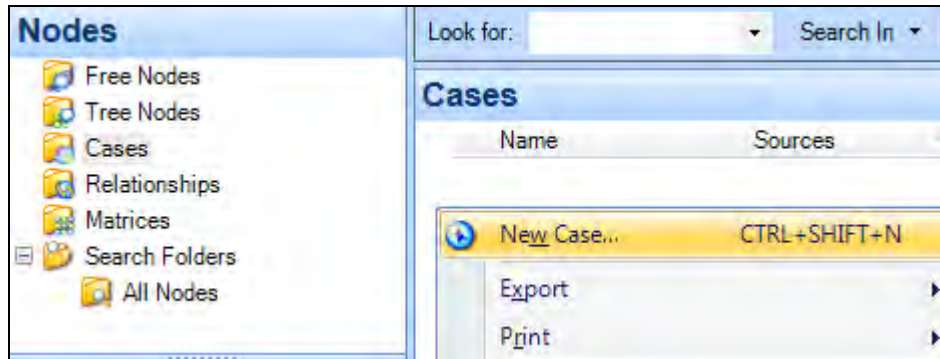 Nodes
Free Nodes
Tree Nodes
Cases
Relationships
Matrices
Search Folders
All Nodes
Look for: Search In
Cases
Name Sources
New Case... CTRL+SHIFT+N
Export
Print